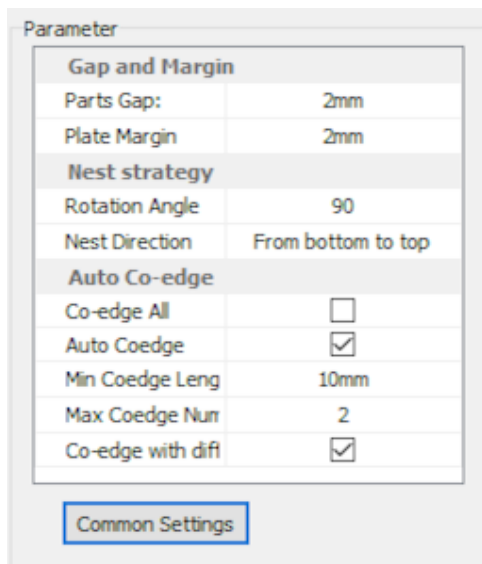 Parameter
Gap and Margin
Parts Gap: 2mm
Plate Margin 2mm
Nest strategy
Rotation Angle 90
Nest Direction From bottom to top
Auto Co-edge
Co-edge All
Auto Coedge
Min Coedge Leng 10mm
Max Coedge Num 2
Co-edge with diff
Common Settings